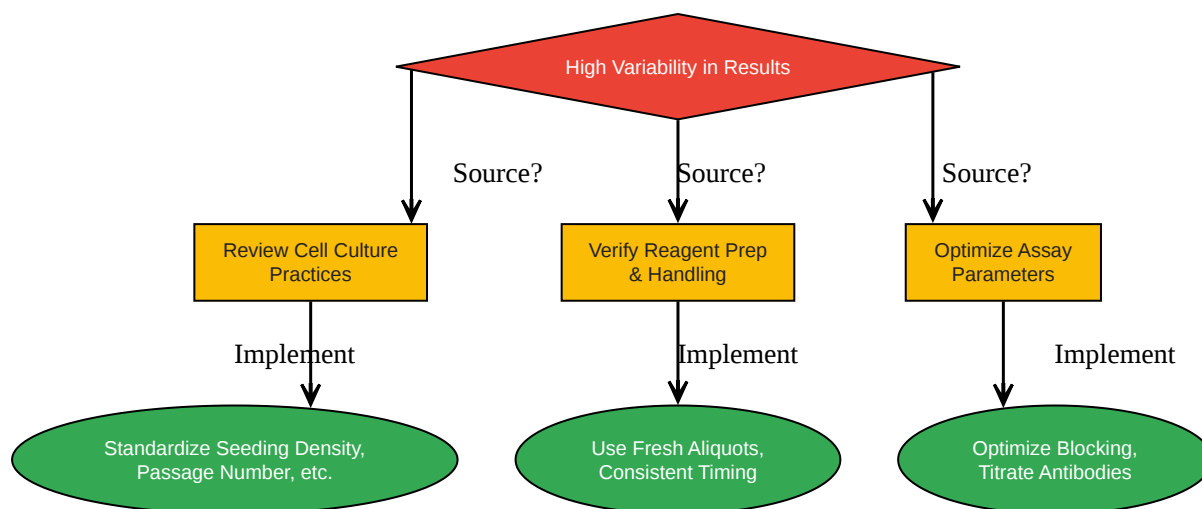 High Variability in Results
Source?
Source?
Source?
Review Cell Culture
Practices
Verify Reagent Prep
& Handling
Optimize Assay
Parameters
Implement
Implement
Implement
Standardize Seeding Density,
Passage Number, etc.
Use Fresh Aliquots,
Consistent Timing
Optimize Blocking,
Titrate Antibodies